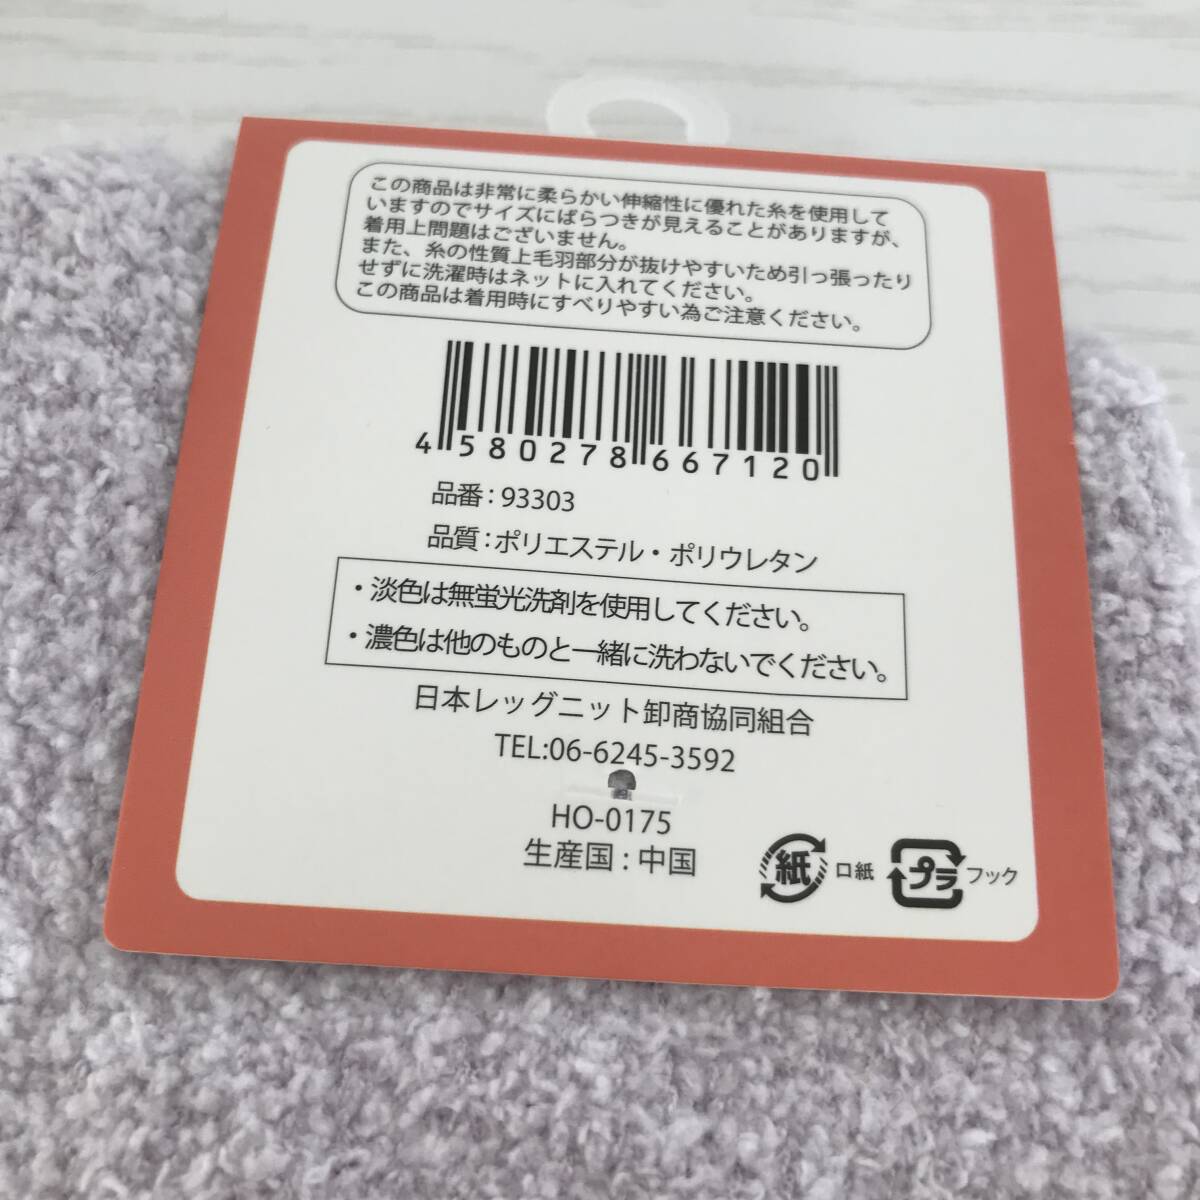 この商品は非常に柔らかい伸縮性に優れた糸を使用して
いますのでサイズにばらつきが見えることがありますが、
着用上問題はございません。
また、糸の性質上毛羽部分が抜けやすいため引っ張ったり
せずに洗濯時はネットに入れてください。
この商品は着用時にすべりやすい為ご注意ください。
4 580278 667120
品番：93303
品質：ポリエステル・ポリウレタン
・淡色は無蛍光洗剤を使用してください。
・濃色は他のものと一緒に洗わないでください。
日本レッグニット卸商協同組合
TEL:06-6245-3592
HO-0175
生産国：中国
紙 口紙 プラ フック